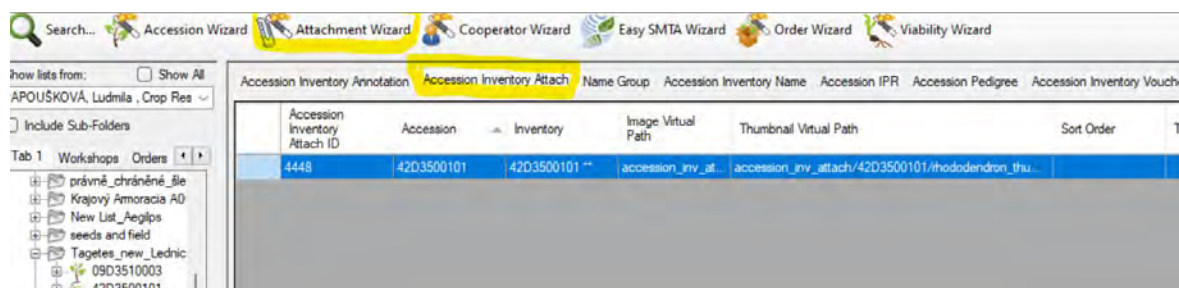 Search... Accession Wizard Attachment Wizard Cooperator Wizard Easy SMTA Wizard Order Wizard Viability Wizard
Show lists from: Show All
APOUŠKOVÁ, Ludmila , Crop Res
Include Sub-Folders
Tab 1 Workshops Orders
právně_chráněné_šle
Krajový Armoracia A0
New List_Aegilps
seeds and field
Tagetes_new_Lednic
09D3510003
42D3500101
Accession Inventory Annotation Accession Inventory Attach Name Group Accession Inventory Name Accession IPR Accession Pedigree Accession Inventory Vouche
Accession Inventory Attach ID Accession Inventory Image Virtual Path Thumbnail Virtual Path Sort Order T
4448 42D3500101 42D3500101 ** accession_inv_at... accession_inv_attach/42D3500101/rhododendron_thu...